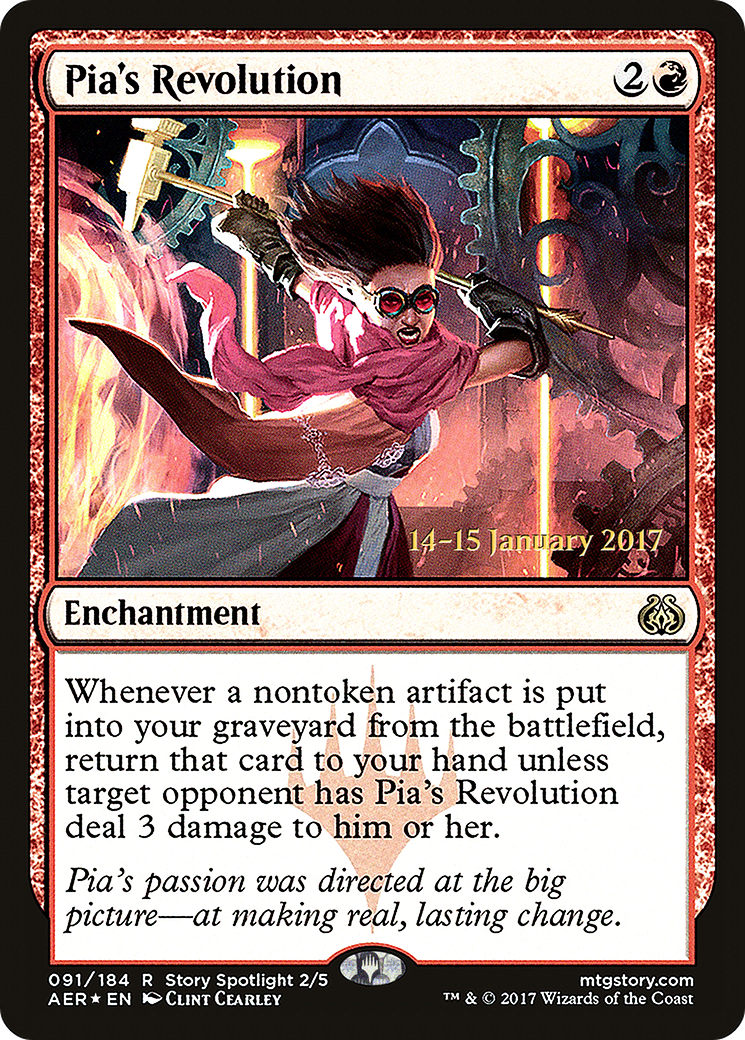 Pia's Revolution 2
14–15 January 2017
Enchantment
Whenever a nontoken artifact is put
into your graveyard from the battlefield,
return that card to your hand unless
target opponent has Pia's Revolution
deal 3 damage to him or her.
Pia's passion was directed at the big
picture—at making real, lasting change.
091/184 R Story Spotlight 2/5
mtgstory.com
AER★EN Clint Cearley
™ & © 2017 Wizards of the Coast